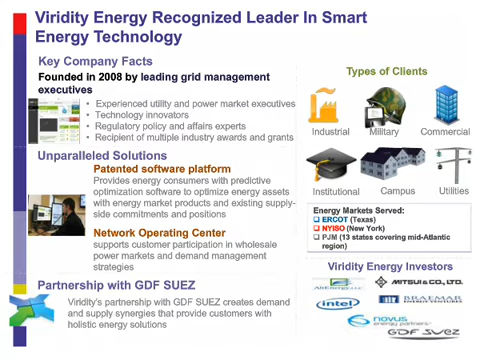 Viridity Energy Recognized Leader In Smart
Energy Technology
Key Company Facts
Founded in 2008 by leading grid management
executives
• Experienced utility and power market executives
• Technology innovators
• Regulatory policy and affairs experts
• Recipient of multiple industry awards and grants
Unparalleled Solutions
Patented software platform
Provides energy consumers with predictive
optimization software to optimize energy assets
with energy market products and existing supply-
side commitments and positions
Network Operating Center
supports customer participation in wholesale
power markets and demand management
strategies
Partnership with GDF SUEZ
Viridity's partnership with GDF SUEZ creates demand
and supply synergies that provide customers with
holistic energy solutions
Types of Clients
Industrial
Military
Commercial
Institutional
Campus
Utilities
Energy Markets Served:
❑ ERCOT (Texas)
❑ NYISO (New York)
❑ PJM (13 states covering mid-Atlantic
region)
Viridity Energy Investors
MITSUI & CO., LTD.
intel
BRAEMAR
novus
energy partners
GDF SUEZ